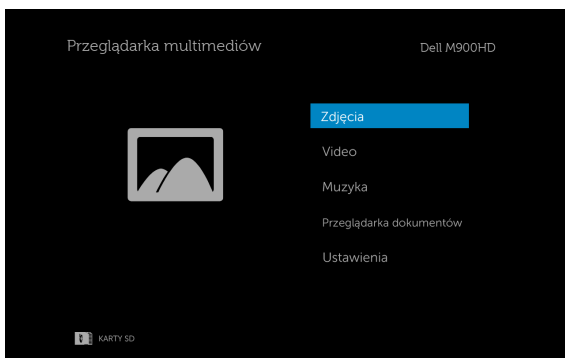 Przeglądarka multimediów
Dell M900HD
Zdjęcia
Video
Muzyka
Przeglądarka dokumentów
Ustawienia
KARTY SD